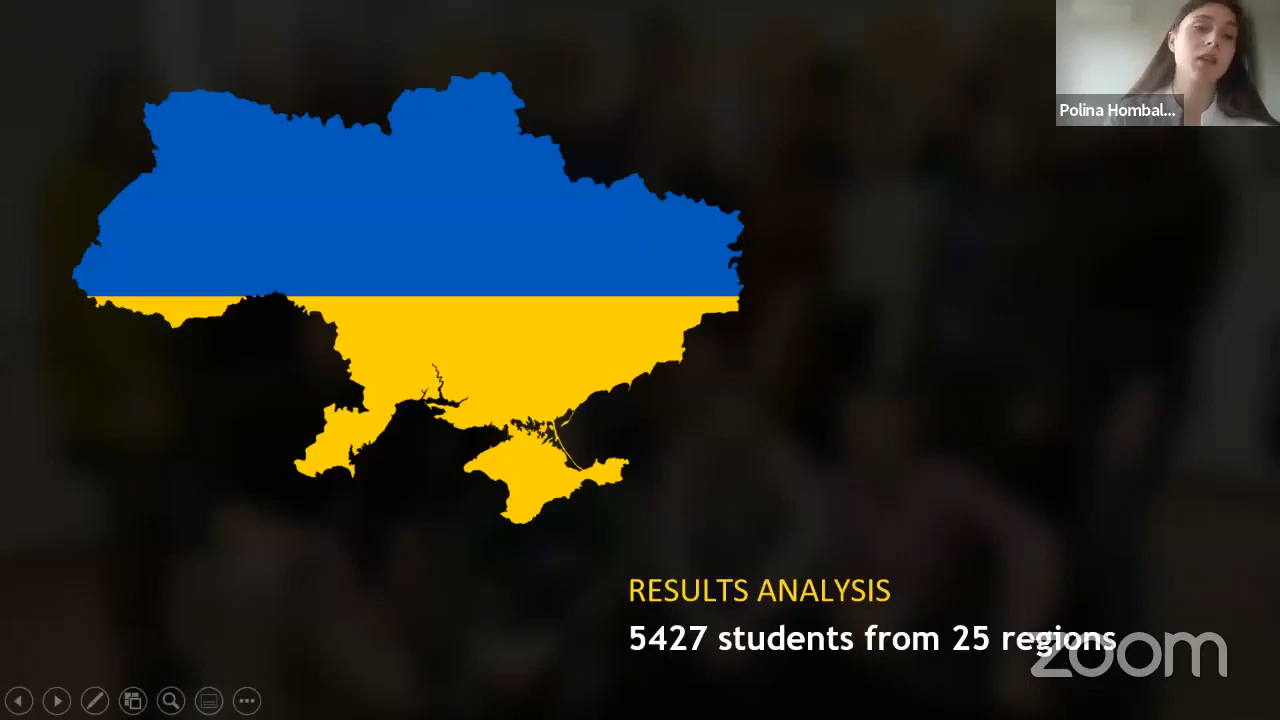 Polina Hombal...
RESULTS ANALYSIS
5427 students from 25 regions
zoom